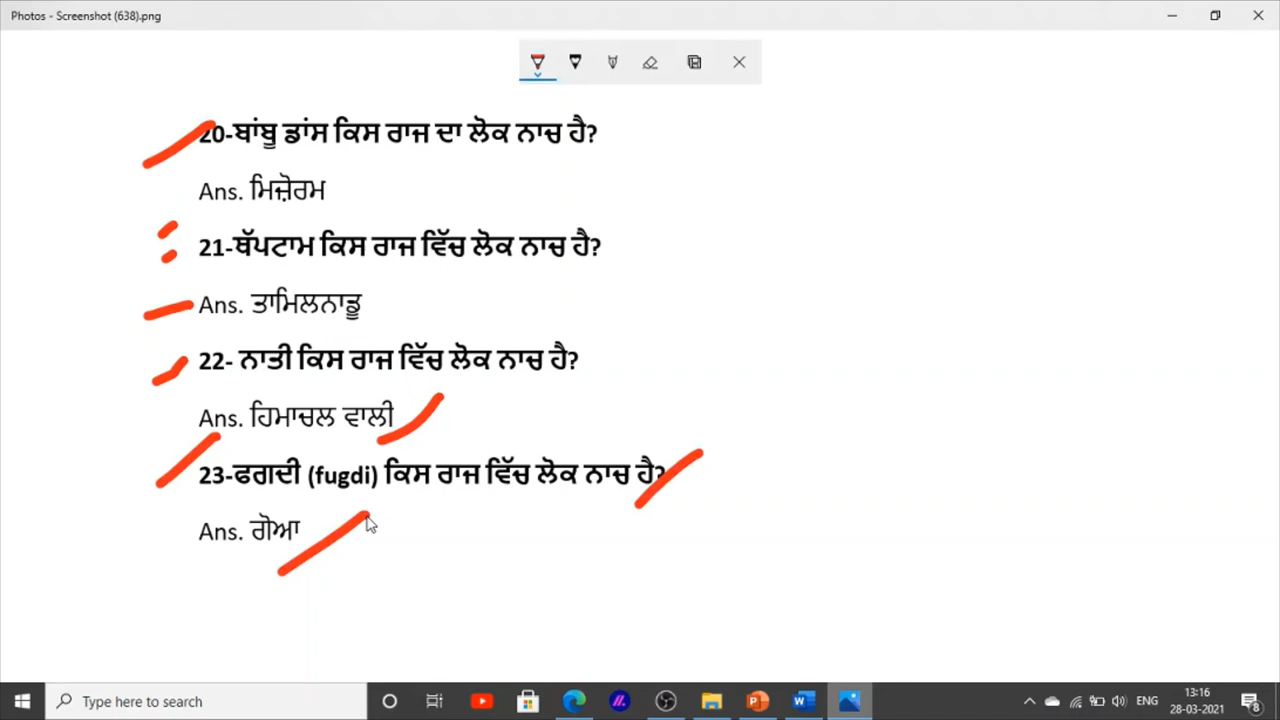 Photos - Screenshot (638).png
20-ਬਾਂਬੂ ਡਾਂਸ ਕਿਸ ਰਾਜ ਦਾ ਲੋਕ ਨਾਚ ਹੈ?
Ans. ਮਿਜ਼ੋਰਮ
21-ਥੱਪਟਾਮ ਕਿਸ ਰਾਜ ਵਿੱਚ ਲੋਕ ਨਾਚ ਹੈ?
Ans. ਤਾਮਿਲਨਾਡੂ
22- ਨਾਤੀ ਕਿਸ ਰਾਜ ਵਿੱਚ ਲੋਕ ਨਾਚ ਹੈ?
Ans. ਹਿਮਾਚਲ ਵਾਲੀ
23-ਫਗਦੀ (fugdi) ਕਿਸ ਰਾਜ ਵਿੱਚ ਲੋਕ ਨਾਚ ਹੈ?
Ans. ਗੋਆ
Type here to search
ENG
13:16
28-03-2021
8